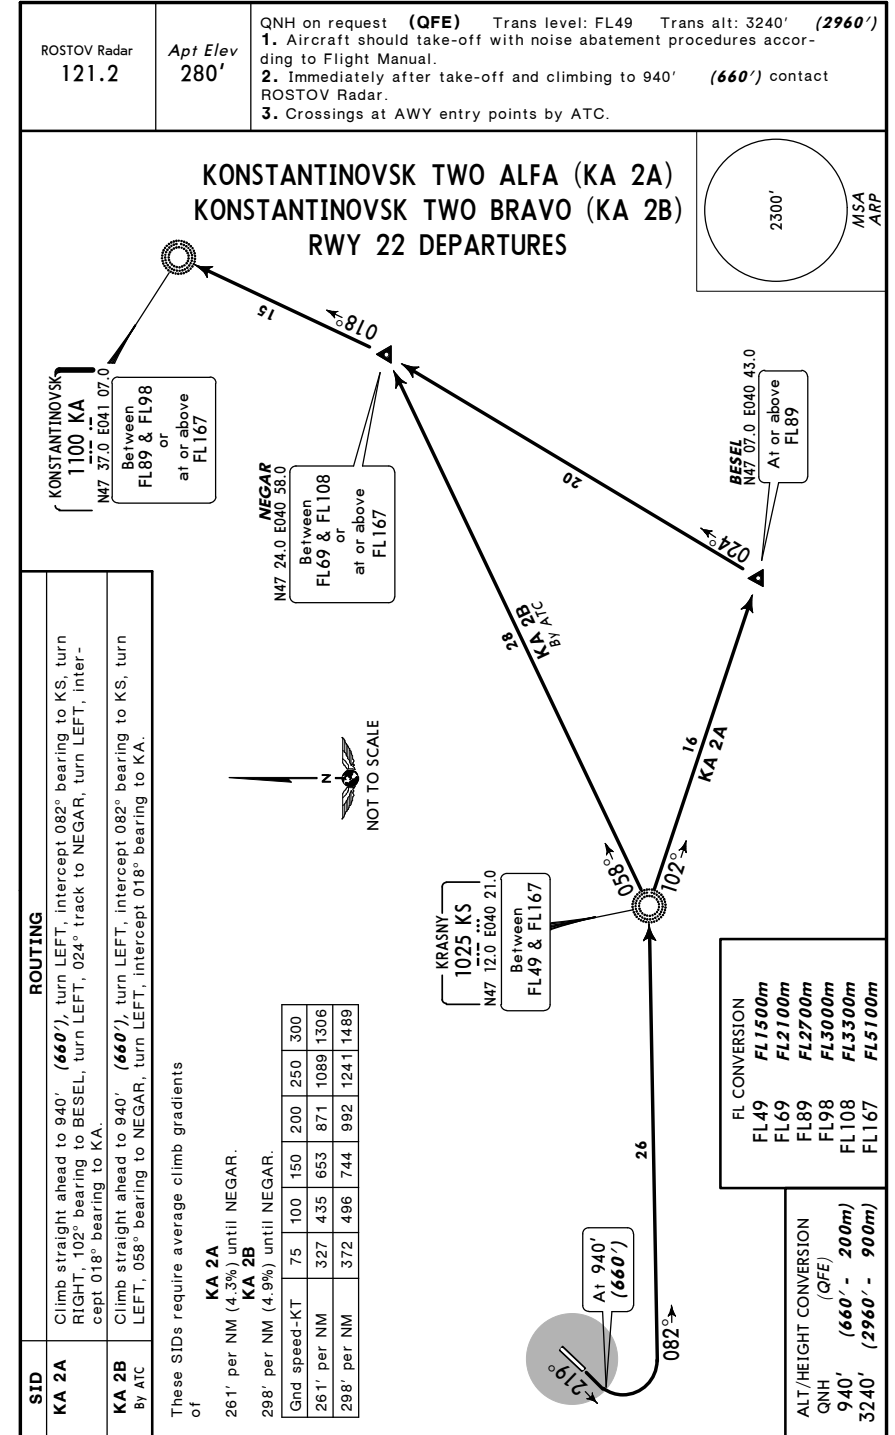 ROSTOV Radar
121.2
Apt Elev
280'
QNH on request (QFE) Trans level: FL49 Trans alt: 3240' (2960')
1. Aircraft should take-off with noise abatement procedures accor-
ding to Flight Manual.
2. Immediately after take-off and climbing to 940' (660') contact
ROSTOV Radar.
3. Crossings at AWY entry points by ATC.
KONSTANTINOVSK TWO ALFA (KA 2A)
KONSTANTINOVSK TWO BRAVO (KA 2B)
RWY 22 DEPARTURES
2300'
MSA
ARP
KONSTANTINOVSK
1100 KA
N47 37.0 E041 07.0
Between
FL89 & FL98
or
at or above
FL167
15
018°
NEGAR
N47 24.0 E040 58.0
Between
FL69 & FL108
or
at or above
FL167
BESEL
N47 07.0 E040 43.0
At or above
FL89
20
024°
28
KA 2B
By ATC
16
KA 2A
058°
102°
N
NOT TO SCALE
KRASNY
1025 KS
N47 12.0 E040 21.0
Between
FL49 & FL167
26
At 940'
(660')
219°
082°
SID
ROUTING
KA 2A
Climb straight ahead to 940' (660'), turn LEFT, intercept 082° bearing to KS, turn
RIGHT, 102° bearing to BESEL, turn LEFT, 024° track to NEGAR, turn LEFT, inter-
cept 018° bearing to KA.
KA 2B
By ATC
Climb straight ahead to 940' (660'), turn LEFT, intercept 082° bearing to KS, turn
LEFT, 058° bearing to NEGAR, turn LEFT, intercept 018° bearing to KA.
These SIDs require average climb gradients
of
KA 2A
261' per NM (4.3%) until NEGAR.
KA 2B
298' per NM (4.9%) until NEGAR.
Gnd speed-KT 75 100 150 200 250 300
261' per NM 327 435 653 871 1089 1306
298' per NM 372 496 744 992 1241 1489
FL CONVERSION
FL49 FL1500m
FL69 FL2100m
FL89 FL2700m
FL98 FL3000m
FL108 FL3300m
FL167 FL5100m
ALT/HEIGHT CONVERSION
QNH (QFE)
940' (660' - 200m)
3240' (2960' - 900m)